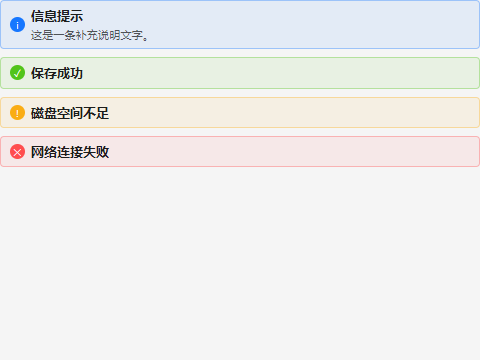 信息提示
这是一条补充说明文字。
保存成功
磁盘空间不足
网络连接失败